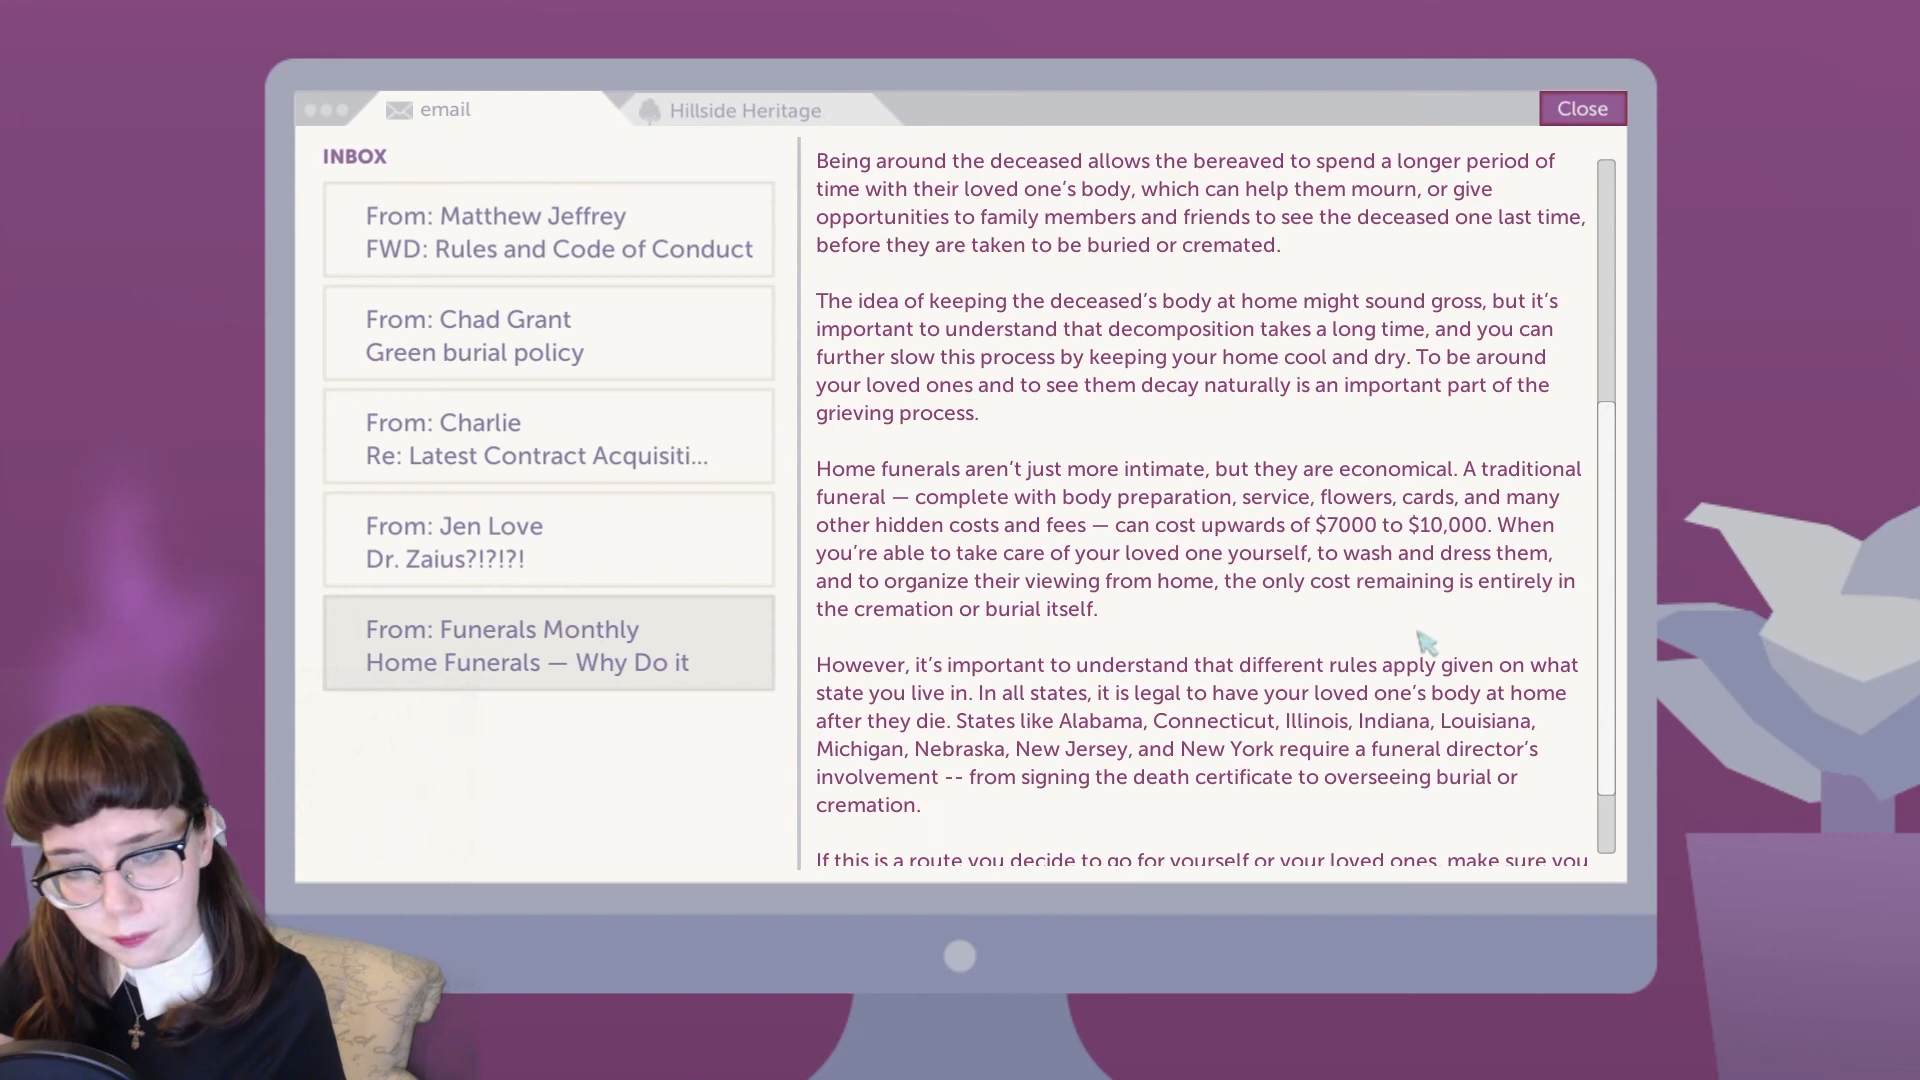 email
Hillside Heritage
Close
INBOX
From: Matthew Jeffrey
FWD: Rules and Code of Conduct
From: Chad Grant
Green burial policy
From: Charlie
Re: Latest Contract Acquisiti...
From: Jen Love
Dr. Zaius?!?!?!
From: Funerals Monthly
Home Funerals — Why Do it
Being around the deceased allows the bereaved to spend a longer period of
time with their loved one’s body, which can help them mourn, or give
opportunities to family members and friends to see the deceased one last time,
before they are taken to be buried or cremated.
The idea of keeping the deceased’s body at home might sound gross, but it’s
important to understand that decomposition takes a long time, and you can
further slow this process by keeping your home cool and dry. To be around
your loved ones and to see them decay naturally is an important part of the
grieving process.
Home funerals aren’t just more intimate, but they are economical. A traditional
funeral — complete with body preparation, service, flowers, cards, and many
other hidden costs and fees — can cost upwards of $7000 to $10,000. When
you’re able to take care of your loved one yourself, to wash and dress them,
and to organize their viewing from home, the only cost remaining is entirely in
the cremation or burial itself.
However, it’s important to understand that different rules apply given on what
state you live in. In all states, it is legal to have your loved one’s body at home
after they die. States like Alabama, Connecticut, Illinois, Indiana, Louisiana,
Michigan, Nebraska, New Jersey, and New York require a funeral director’s
involvement -- from signing the death certificate to overseeing burial or
cremation.
If this is a route you decide to go for yourself or your loved ones, make sure you